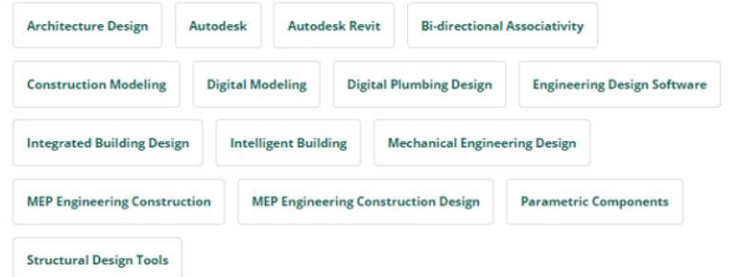 Architecture Design Autodesk Autodesk Revit Bi-directional Associativity
Construction Modeling Digital Modeling Digital Plumbing Design Engineering Design Software
Integrated Building Design Intelligent Building Mechanical Engineering Design
MEP Engineering Construction MEP Engineering Construction Design Parametric Components
Structural Design Tools